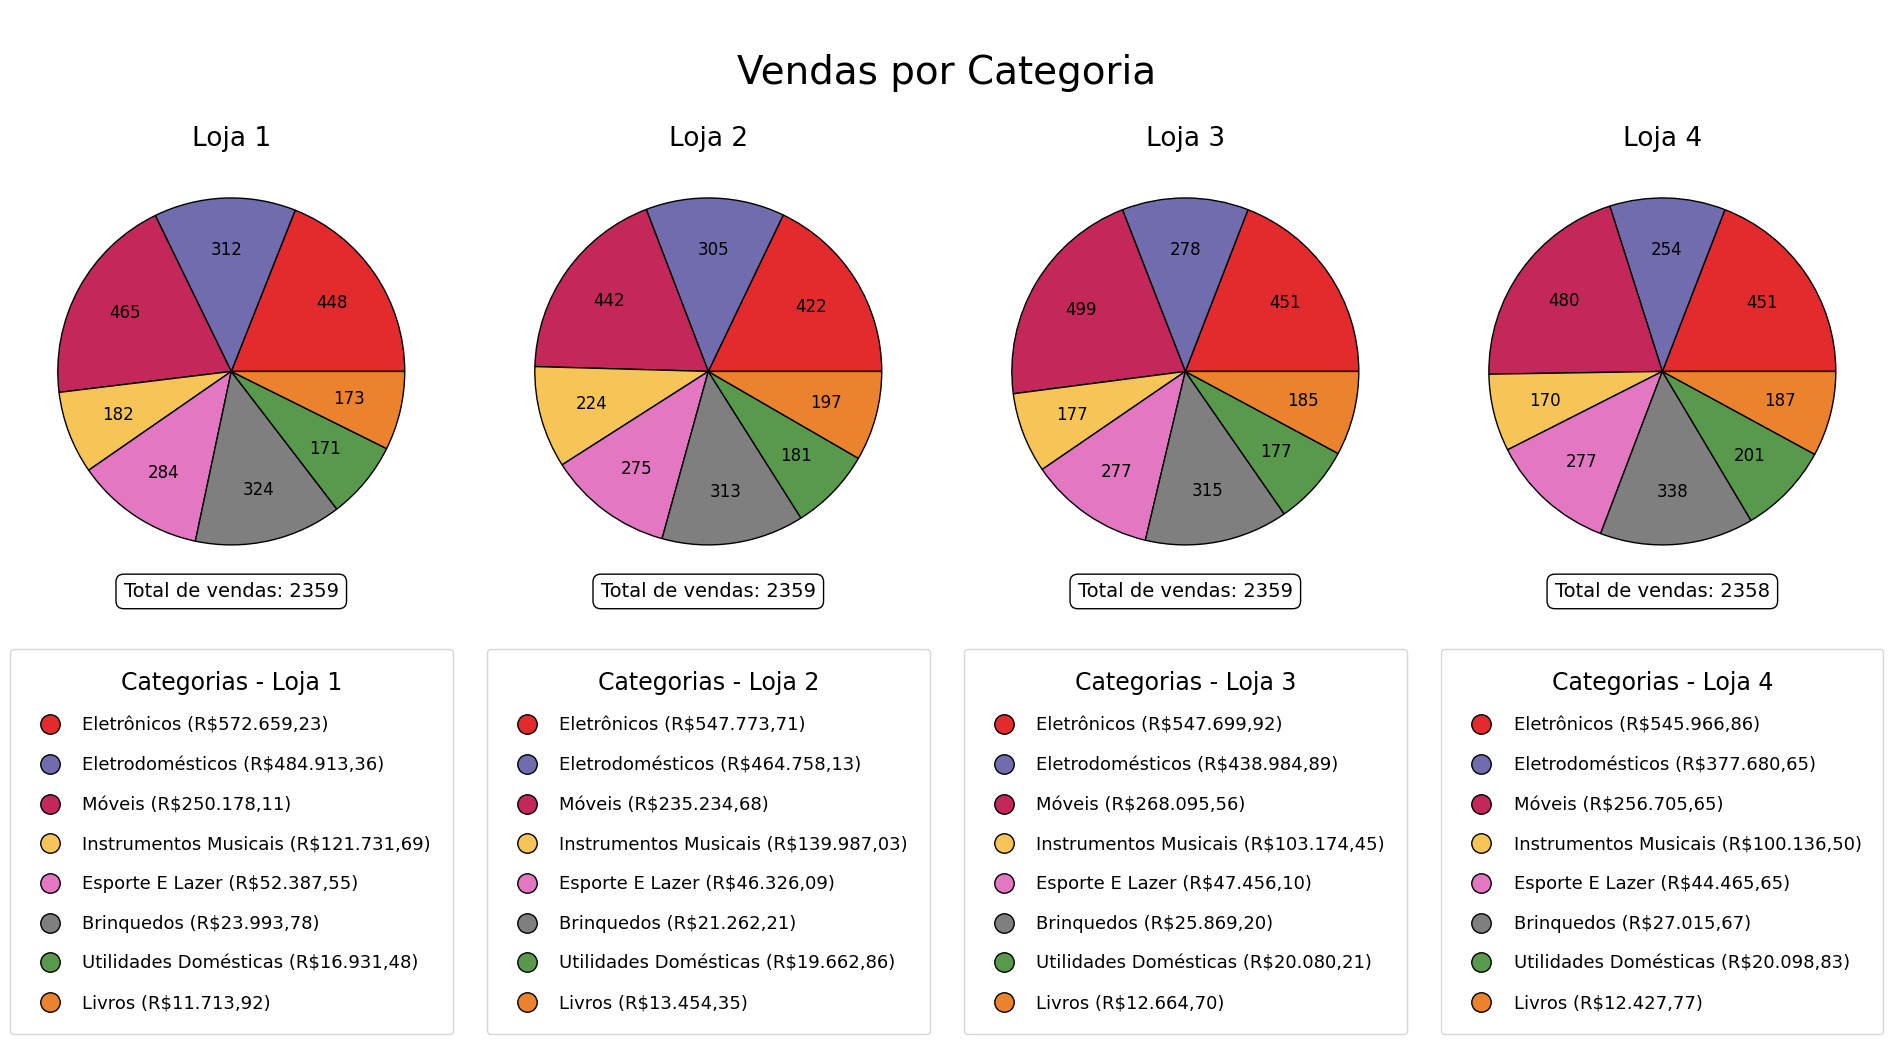 Vendas por Categoria
Loja 1
312
448
465
182
173
171
284
324
Total de vendas: 2359
Loja 2
305
422
442
224
197
181
275
313
Total de vendas: 2359
Loja 3
278
451
499
177
185
177
277
315
Total de vendas: 2359
Loja 4
254
451
480
170
187
201
277
338
Total de vendas: 2358
Categorias - Loja 1
Eletrônicos (R$572.659,23)
Eletrodomésticos (R$484.913,36)
Móveis (R$250.178,11)
Instrumentos Musicais (R$121.731,69)
Esporte E Lazer (R$52.387,55)
Brinquedos (R$23.993,78)
Utilidades Domésticas (R$16.931,48)
Livros (R$11.713,92)
Categorias - Loja 2
Eletrônicos (R$547.773,71)
Eletrodomésticos (R$464.758,13)
Móveis (R$235.234,68)
Instrumentos Musicais (R$139.987,03)
Esporte E Lazer (R$46.326,09)
Brinquedos (R$21.262,21)
Utilidades Domésticas (R$19.662,86)
Livros (R$13.454,35)
Categorias - Loja 3
Eletrônicos (R$547.699,92)
Eletrodomésticos (R$438.984,89)
Móveis (R$268.095,56)
Instrumentos Musicais (R$103.174,45)
Esporte E Lazer (R$47.456,10)
Brinquedos (R$25.869,20)
Utilidades Domésticas (R$20.080,21)
Livros (R$12.664,70)
Categorias - Loja 4
Eletrônicos (R$545.966,86)
Eletrodomésticos (R$377.680,65)
Móveis (R$256.705,65)
Instrumentos Musicais (R$100.136,50)
Esporte E Lazer (R$44.465,65)
Brinquedos (R$27.015,67)
Utilidades Domésticas (R$20.098,83)
Livros (R$12.427,77)